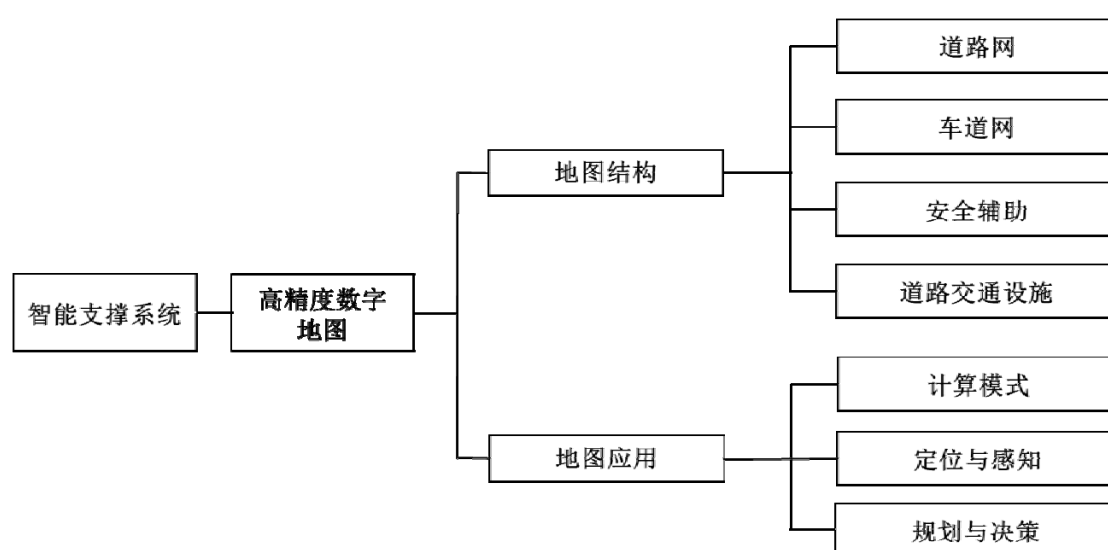 智能支撑系统
高精度数字
地图
地图结构
道路网
车道网
安全辅助
道路交通设施
地图应用
计算模式
定位与感知
规划与决策